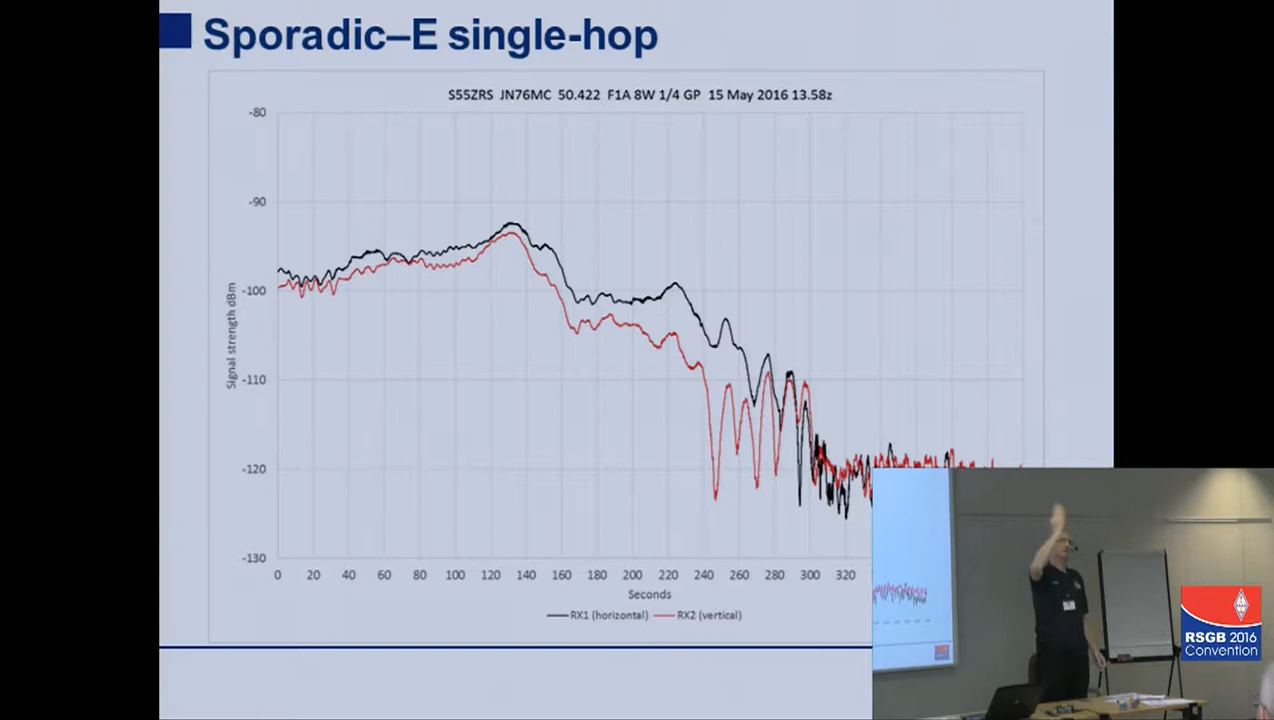 Sporadic–E single-hop
S55ZRS JN76MC 50.422 F1A 8W 1/4 GP 15 May 2016 13.58z
-80
-90
-100
-110
-120
-130
Signal strength dBm
0 20 40 60 80 100 120 140 160 180 200 220 240 260 280 300 320
Seconds
RX1 (horizontal) RX2 (vertical)
RSGB 2016
Convention